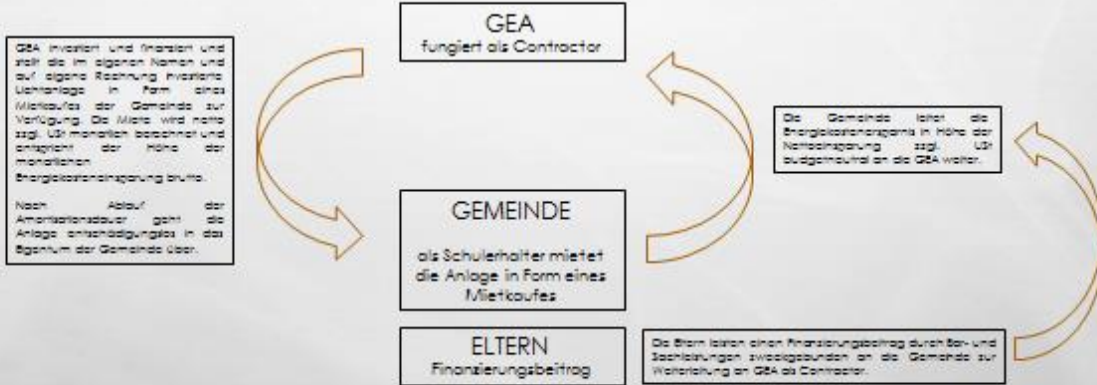 GEA
fungiert als Contractor
GEA investiert und finanziert und
stellt die im eigenen Namen und
auf eigene Rechnung investierte
Lichtanlage in Form eines
Mietkaufes der Gemeinde zur
Verfügung. Die Miete wird netto
zzgl. USt monatlich berechnet und
entspricht der Höhe der
monatlichen
Energiekosteneinsparung brutto.
Nach Ablauf der
Amortisationsdauer geht die
Anlage entschädigungslos in das
Eigentum der Gemeinde über.
Die Gemeinde leitet die
Energiekostenersparnis in Höhe der
Nettoeinsparung zzgl. USt
budgetneutral an die GEA weiter.
GEMEINDE
als Schulerhalter mietet
die Anlage in Form eines
Mietkaufes
ELTERN
Finanzierungsbeitrag
Die Eltern leisten einen Finanzierungsbeitrag durch Bar- und
Sachleistungen zweckgebunden an die Gemeinde zur
Weiterleitung an GEA als Contractor.